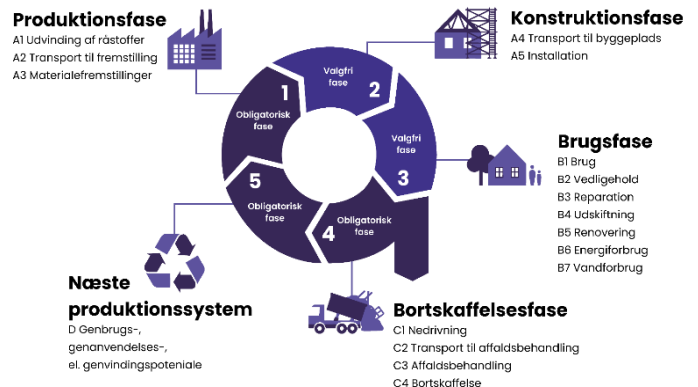 Produktionsfase
A1 Udvinding af råstoffer
A2 Transport til fremstilling
A3 Materialefremstillinger
Konstruktionsfase
A4 Transport til byggeplads
A5 Installation
1
Obligatorisk
fase
Valgfri
fase
2
Valgfri
fase
3
Obligatorisk
fase
4
5
Obligatorisk
fase
Brugsfase
B1 Brug
B2 Vedligehold
B3 Reparation
B4 Udskiftning
B5 Renovering
B6 Energiforbrug
B7 Vandforbrug
Bortskaffelsesfase
C1 Nedrivning
C2 Transport til affaldsbehandling
C3 Affaldsbehandling
C4 Bortskaffelse
Næste
produktionssystem
D Genbrugs-,
genanvendelses-,
el. genvindingspoteniale